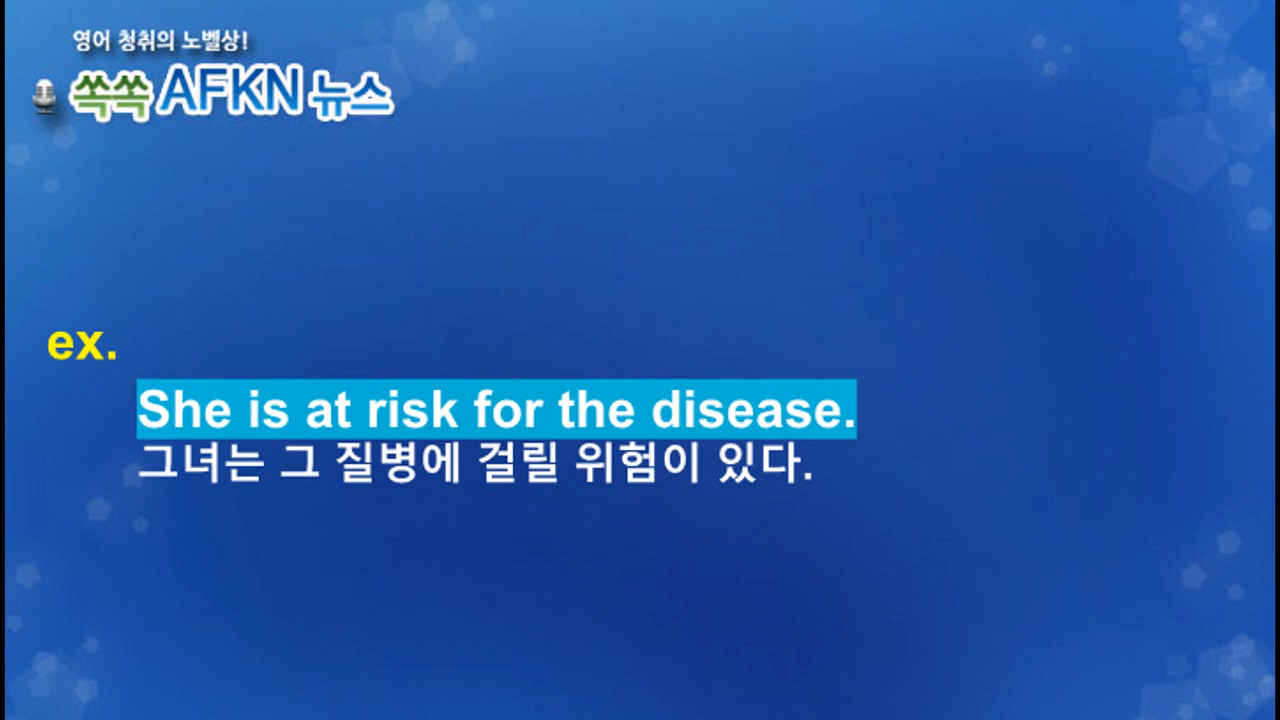 영어 청취의 노벨상!
쏙쏙 AFKN 뉴스
ex.
She is at risk for the disease.
그녀는 그 질병에 걸릴 위험이 있다.